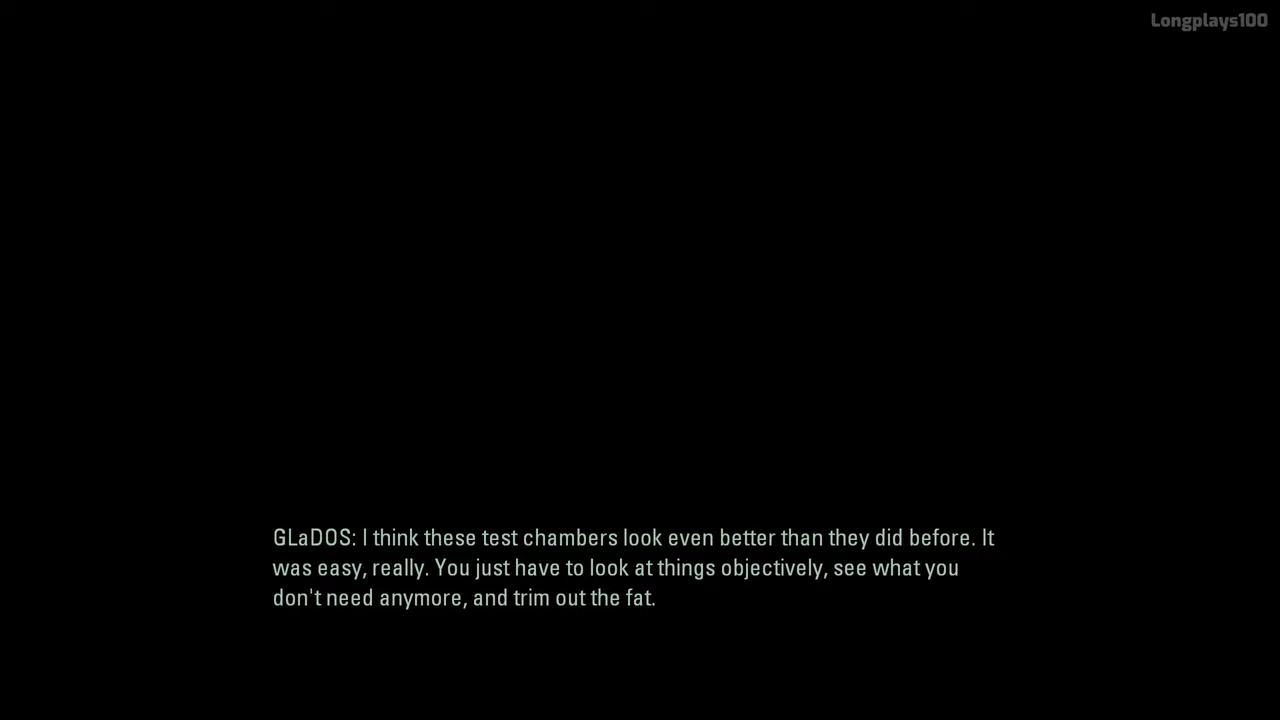 Longplays100
GLaDOS: I think these test chambers look even better than they did before. It
was easy, really. You just have to look at things objectively, see what you
don't need anymore, and trim out the fat.